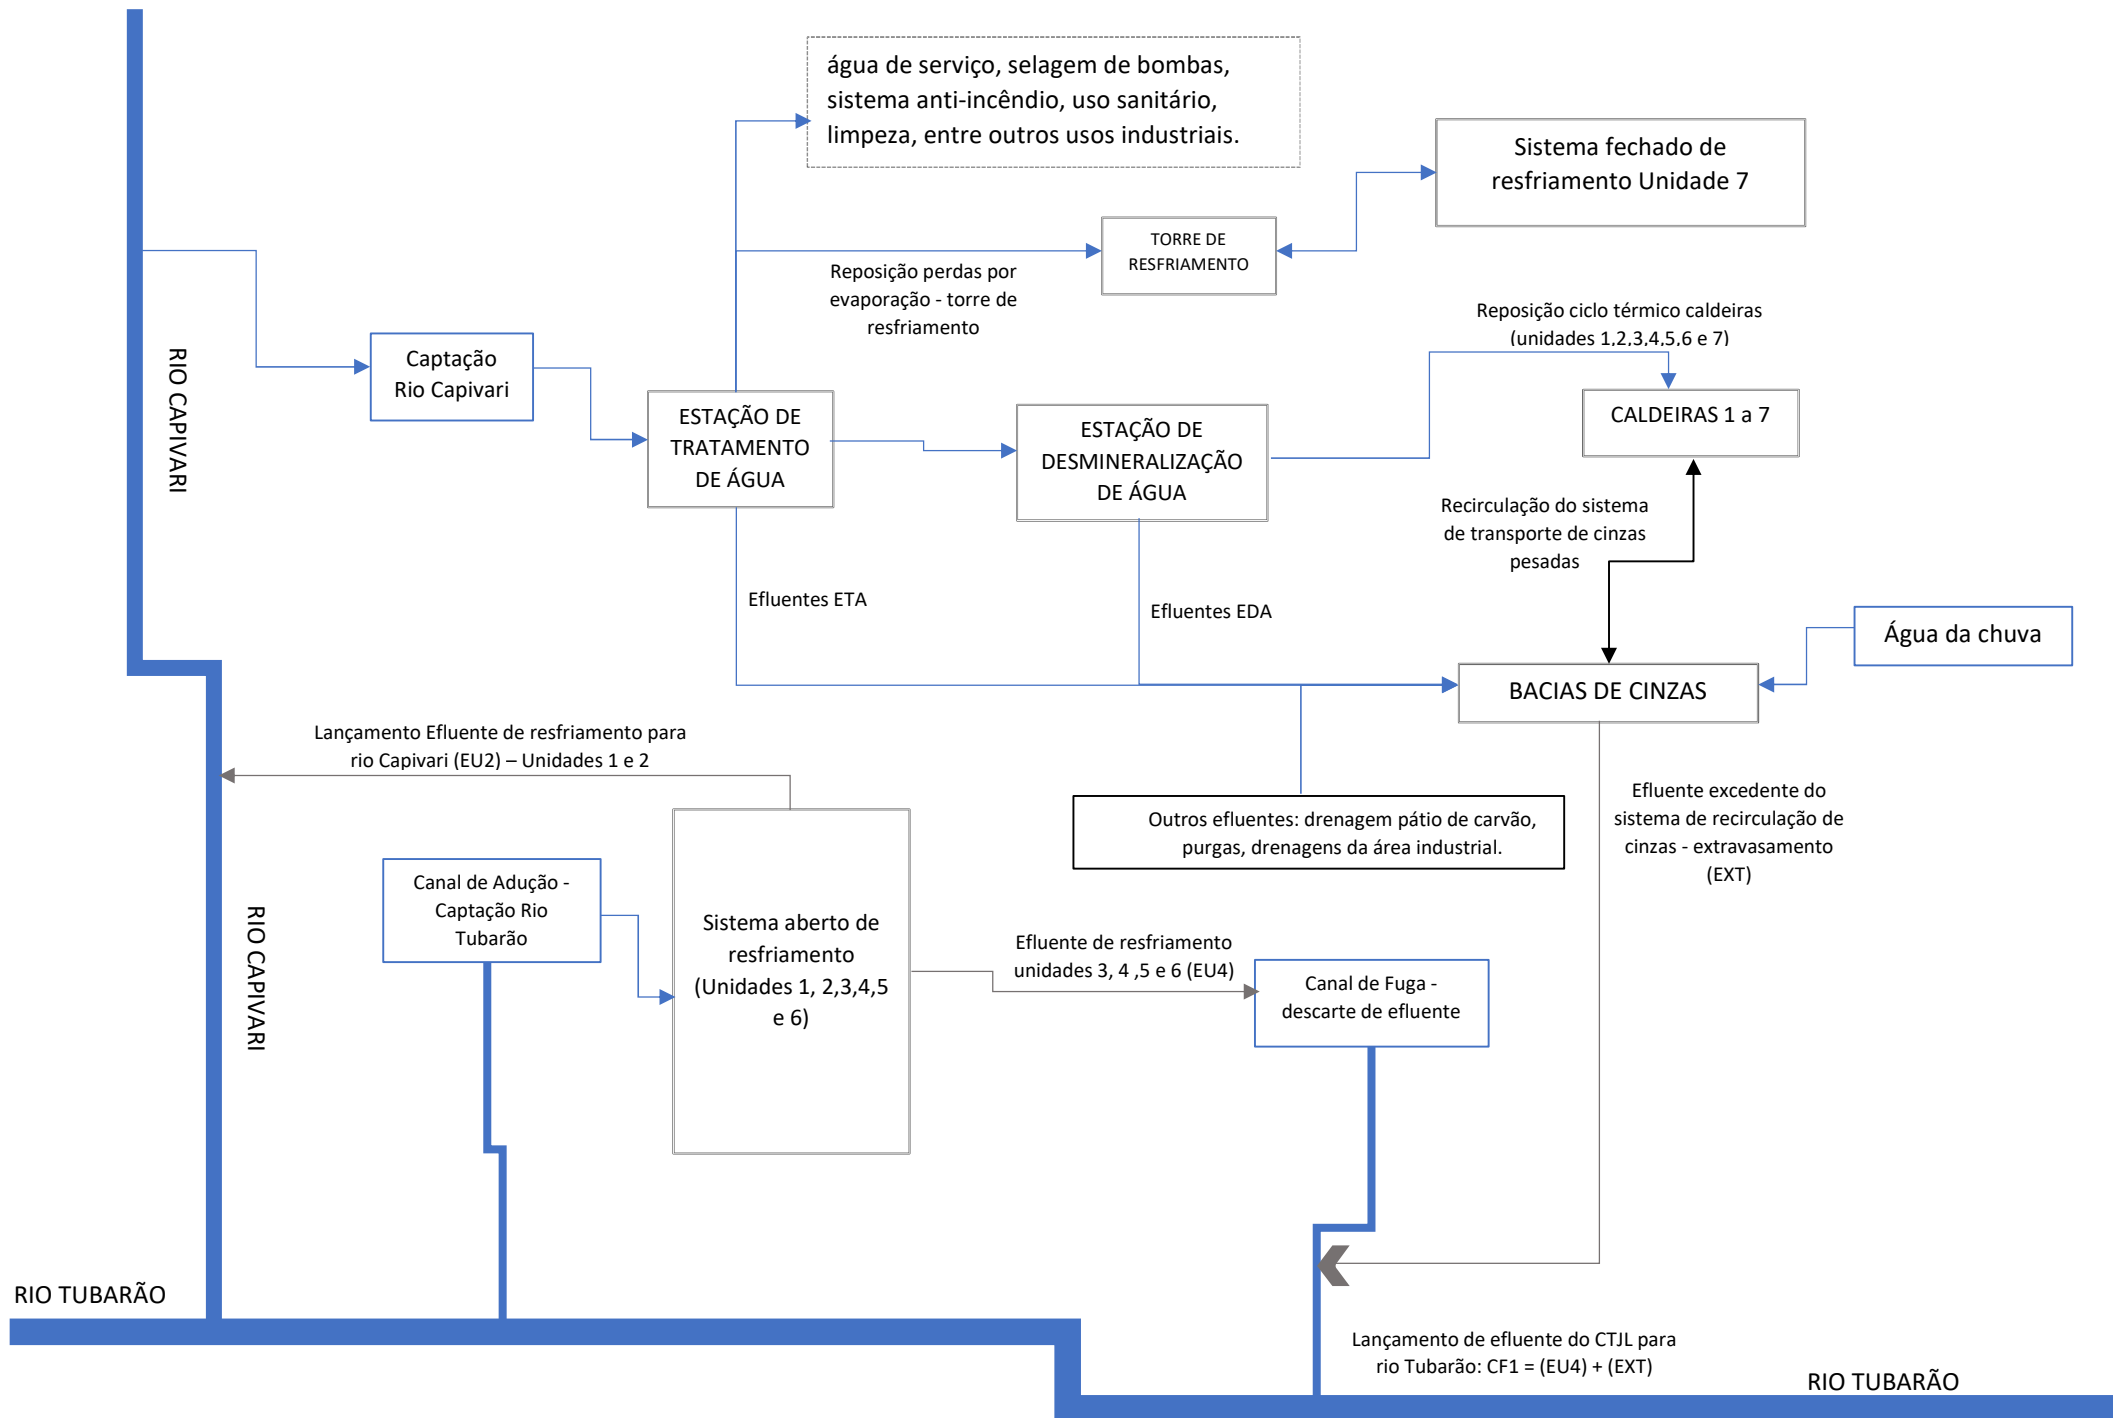 água de serviço, selagem de bombas,
sistema anti-incêndio, uso sanitário,
limpeza, entre outros usos industriais.
Sistema fechado de
resfriamento Unidade 7
TORRE DE
RESFRIAMENTO
Reposição perdas por
evaporação - torre de
resfriamento
Reposição ciclo térmico caldeiras
(unidades 1,2,3,4,5,6 e 7)
RIO CAPIVARI
Captação
Rio Capivari
ESTAÇÃO DE
TRATAMENTO
DE ÁGUA
ESTAÇÃO DE
DESMINERALIZAÇÃO
DE ÁGUA
CALDEIRAS 1 a 7
Recirculação do sistema
de transporte de cinzas
pesadas
Efluentes ETA
Efluentes EDA
Água da chuva
BACIAS DE CINZAS
Lançamento Efluente de resfriamento para
rio Capivari (EU2) – Unidades 1 e 2
Outros efluentes: drenagem pátio de carvão,
purgas, drenagens da área industrial.
Efluente excedente do
sistema de recirculação de
cinzas - extravasamento
(EXT)
RIO CAPIVARI
Canal de Adução -
Captação Rio
Tubarão
Sistema aberto de
resfriamento
(Unidades 1, 2,3,4,5
e 6)
Efluente de resfriamento
unidades 3, 4 ,5 e 6 (EU4)
Canal de Fuga -
descarte de efluente
RIO TUBARÃO
Lançamento de efluente do CTJL para
rio Tubarão: CF1 = (EU4) + (EXT)
RIO TUBARÃO